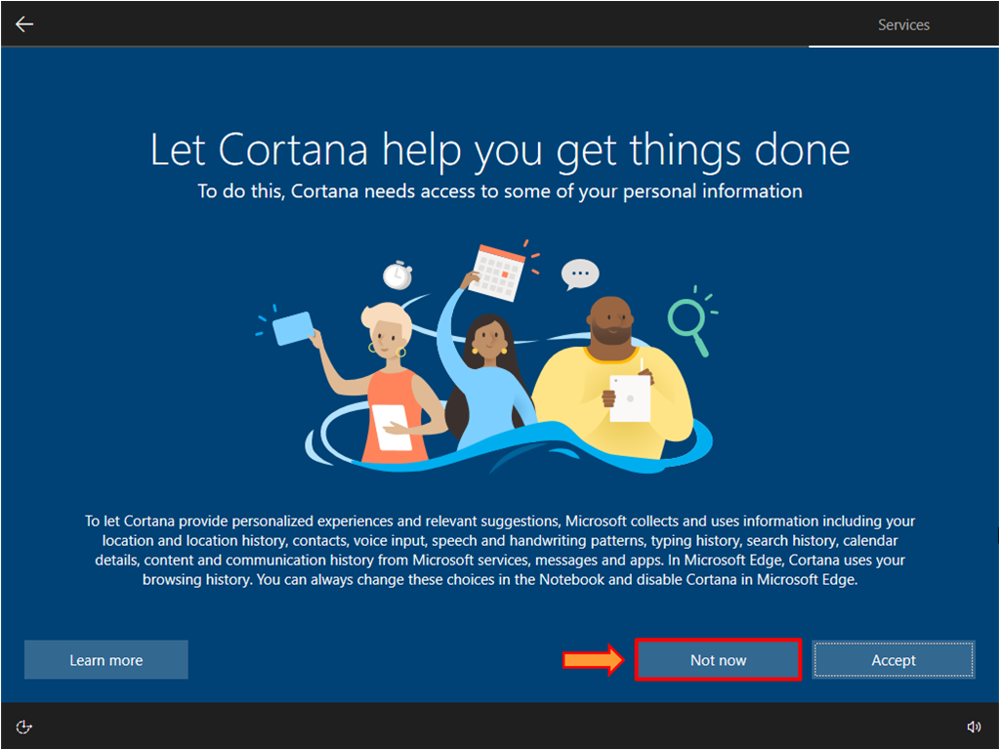 Services
Let Cortana help you get things done
To do this, Cortana needs access to some of your personal information
To let Cortana provide personalized experiences and relevant suggestions, Microsoft collects and uses information including your
location and location history, contacts, voice input, speech and handwriting patterns, typing history, search history, calendar
details, content and communication history from Microsoft services, messages and apps. In Microsoft Edge, Cortana uses your
browsing history. You can always change these choices in the Notebook and disable Cortana in Microsoft Edge.
Learn more
Not now
Accept